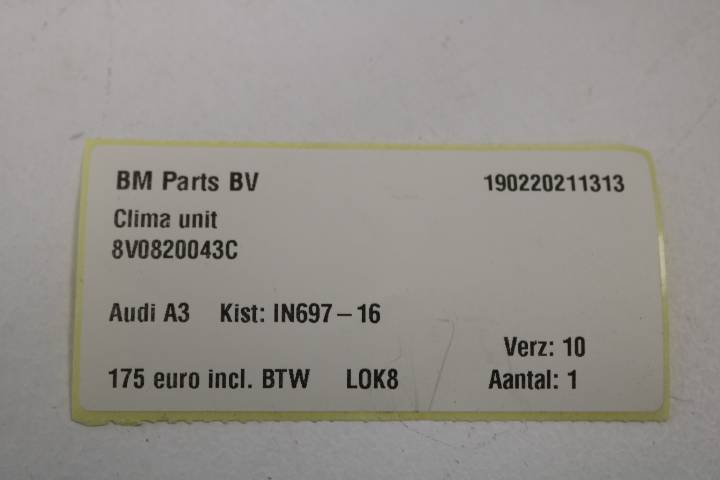 BM Parts BV 190220211313
Clima unit
8V0820043C
Audi A3 Kist: IN697-16
Verz: 10
175 euro incl. BTW LOK8 Aantal: 1